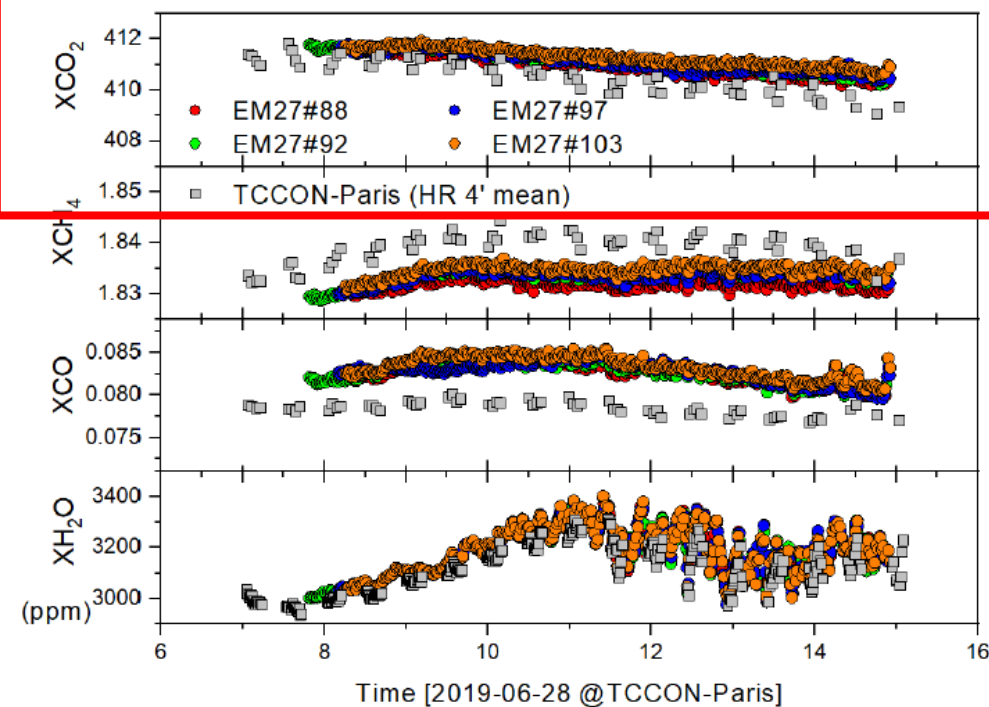 XCO₂
412
410
408
EM27#88
EM27#97
EM27#92
EM27#103
XCH₄
1.85
1.84
1.83
TCCON-Paris (HR 4' mean)
XCO
0.085
0.080
0.075
XH₂O
(ppm)
3400
3200
3000
6 8 10 12 14 16
Time [2019-06-28 @TCCON-Paris]